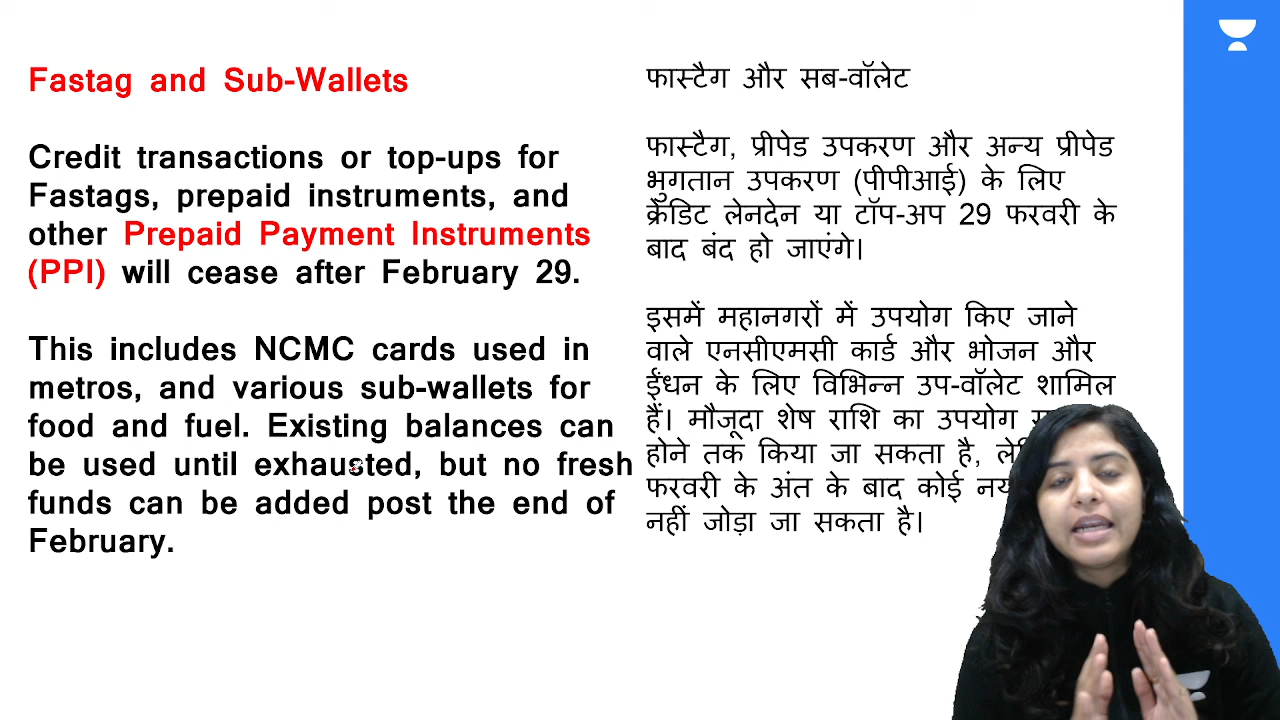 Fastag and Sub-Wallets
Credit transactions or top-ups for
Fastags, prepaid instruments, and
other Prepaid Payment Instruments
(PPI) will cease after February 29.
This includes NCMC cards used in
metros, and various sub-wallets for
food and fuel. Existing balances can
be used until exhausted, but no fresh
funds can be added post the end of
February.
फास्टैग और सब-वॉलेट
फास्टैग, प्रीपेड उपकरण और अन्य प्रीपेड
भुगतान उपकरण (पीपीआई) के लिए
क्रेडिट लेनदेन या टॉप-अप 29 फरवरी के
बाद बंद हो जाएंगे।
इसमें महानगरों में उपयोग किए जाने
वाले एनसीएमसी कार्ड और भोजन और
ईंधन के लिए विभिन्न उप-वॉलेट शामिल
हैं। मौजूदा शेष राशि का उपयोग
होने तक किया जा सकता है,
फरवरी के अंत के बाद कोई
नहीं जोड़ा जा सकता है।